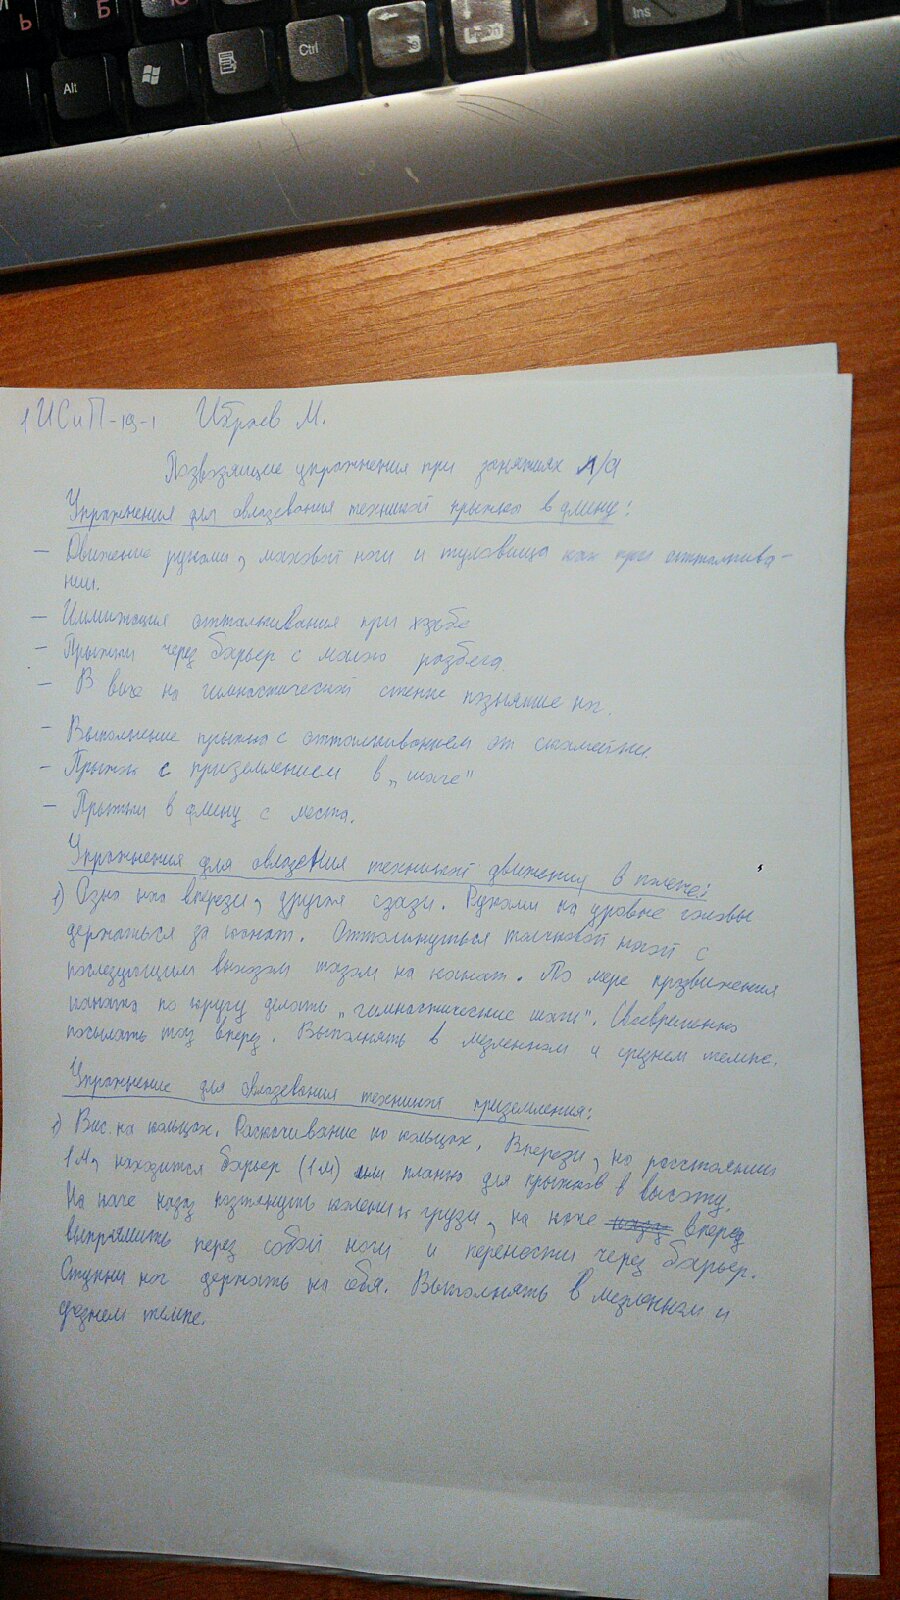 Ь Б Ю
Alt Ctrl Ins
1ИСиП-19-1 Ибраев М.
Подводящие упражнения при занятиях л/а
Упражнения для овладевания техникой прыжка в длину:
— Движение руками, маховой ноги и туловища как при отталкива-
нии.
— Имитация отталкивания при ходьбе
— Прыжки через барьер с малого разбега
— В висе на гимнастической стенке поднятие ног.
— Выполнение прыжка с отталкиванием от скамейки.
— Прыжок с приземлением в „шаге"
— Прыжки в длину с места.
Упражнения для овладения техникой движения в полете:
1) Одна нога впереди, другая сзади. Руками на уровне головы
держаться за канат. Оттолкнуться толчковой ногой с
последующим выходом тазом на канат. По мере продвижения
каната по кругу делать „гимнастические шаги". Своевременно
посылать таз вперед. Выполнять в медленном и среднем темпе.
Упражнение для овладевания техникой приземления:
1) Вис на кольцах. Раскачивание на кольцах. Впереди, на расстоянии
1м, находится барьер (1м) или планка для прыжков в высоту.
На махе назад подтянуть колени к груди, на махе вперед
выпрямить перед собой ноги и перенести через барьер.
Ступни ног держать на себя. Выполнять в медленном и
среднем темпе.